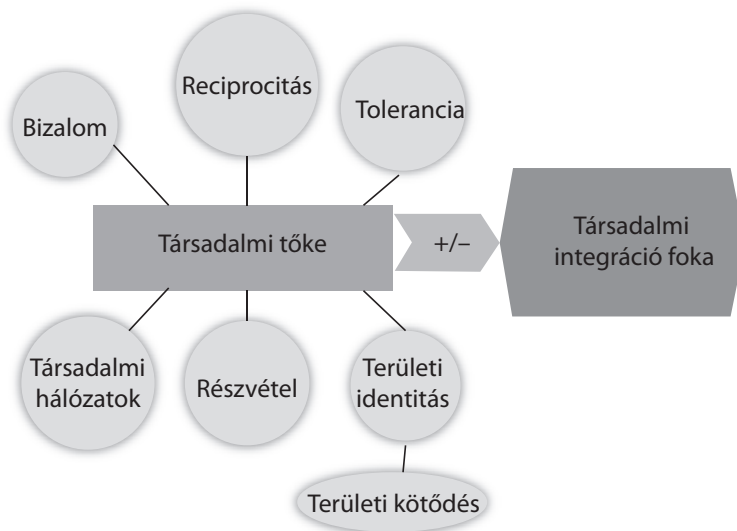 Reciprocitás
Tolerancia
Bizalom
Társadalmi tőke
+/–
Társadalmi
integráció foka
Társadalmi
hálózatok
Részvétel
Területi
identitás
Területi kötődés